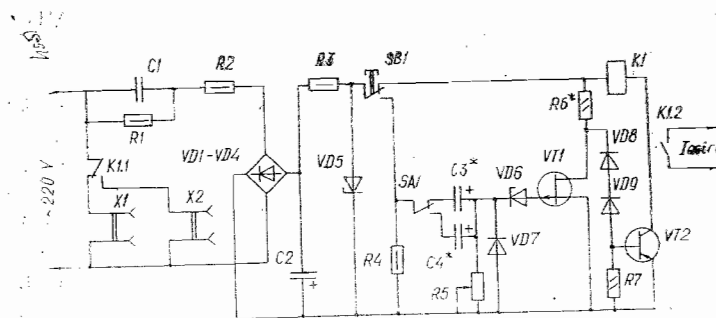 C1
R2
R3
SB1
K1
R1
R6*
K1.2
VD1-VD4
VT1
VD8
K1.1
VD5
C3*
VD6
SA1
VD9
~220 V
X1
X2
VD7
VT2
C2
R4
C4*
R5
R7